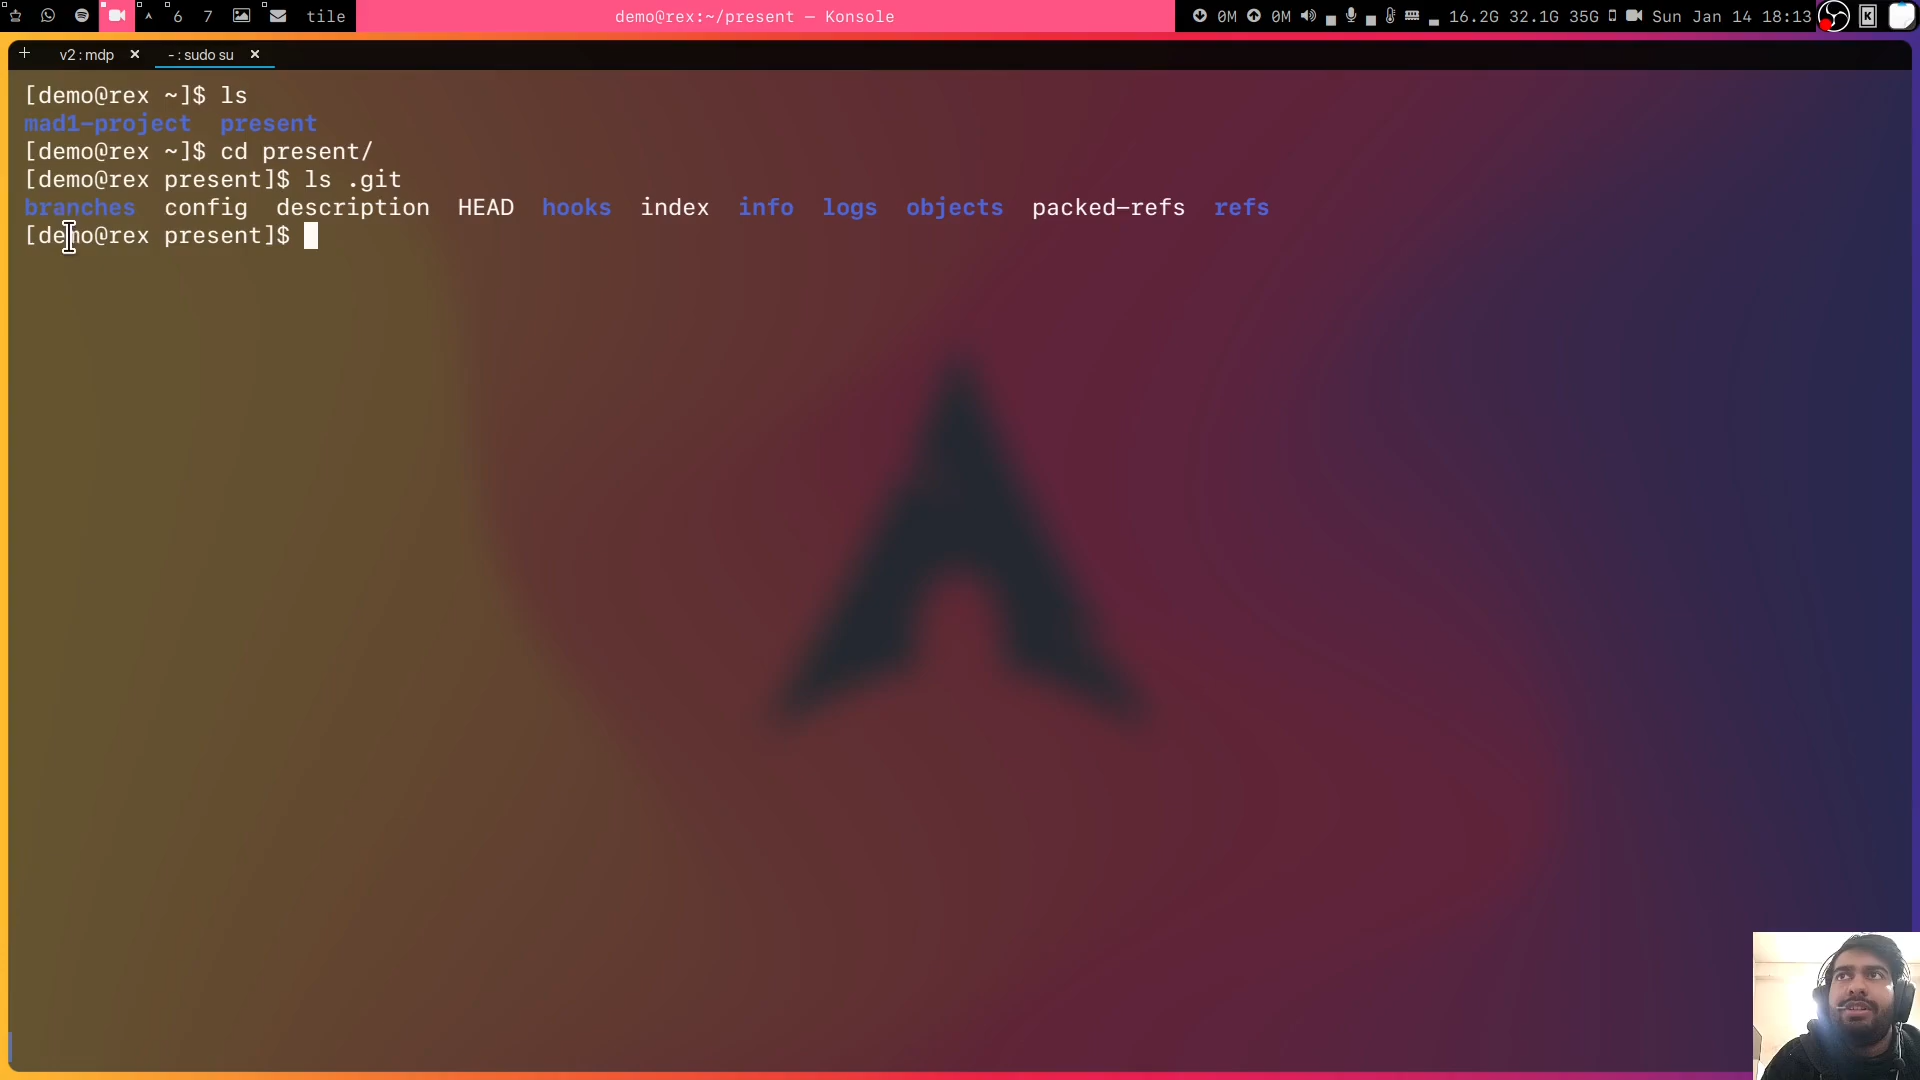 6 7 tile demo@rex:~/present — Konsole 0M 0M 16.2G 32.1G 35G Sun Jan 14 18:13 K
+ v2 : mdp × - : sudo su ×
[demo@rex ~]$ ls
mad1-project present
[demo@rex ~]$ cd present/
[demo@rex present]$ ls .git
branches config description HEAD hooks index info logs objects packed-refs refs
[demo@rex present]$